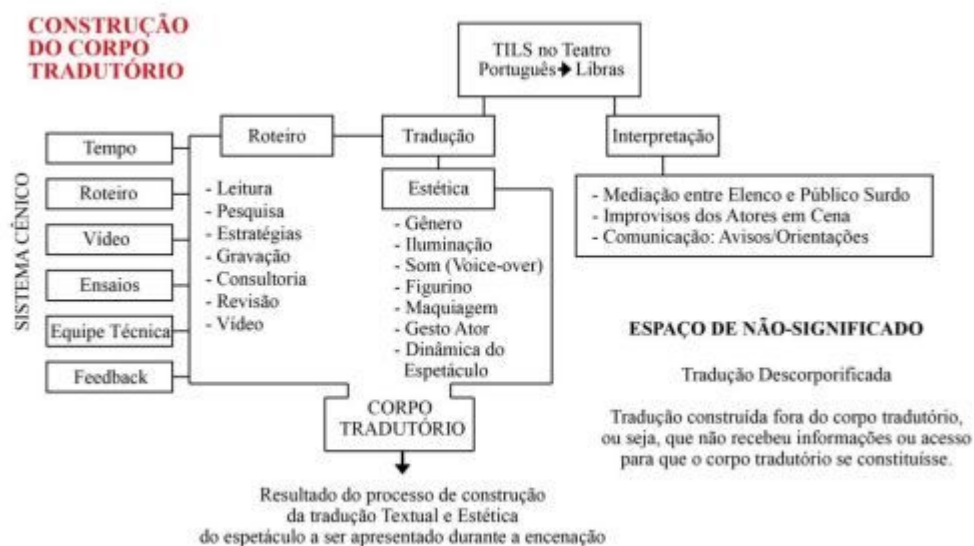 CONSTRUÇÃO
DO CORPO
TRADUTÓRIO
TILS no Teatro
Português → Libras
Roteiro
Tradução
Interpretação
SISTEMA CÊNICO
Tempo
Roteiro
Vídeo
Ensaios
Equipe Técnica
Feedback
- Leitura
- Pesquisa
- Estratégias
- Gravação
- Consultoria
- Revisão
- Vídeo
Estética
- Gênero
- Iluminação
- Som (Voice-over)
- Figurino
- Maquiagem
- Gesto Ator
- Dinâmica do
Espetáculo
- Mediação entre Elenco e Público Surdo
- Improvisos dos Atores em Cena
- Comunicação: Avisos/Orientações
ESPAÇO DE NÃO-SIGNIFICADO
Tradução Descorporificada
Tradução construída fora do corpo tradutório,
ou seja, que não recebeu informações ou acesso
para que o corpo tradutório se constituísse.
CORPO
TRADUTÓRIO
Resultado do processo de construção
da tradução Textual e Estética
do espetáculo a ser apresentado durante a encenação